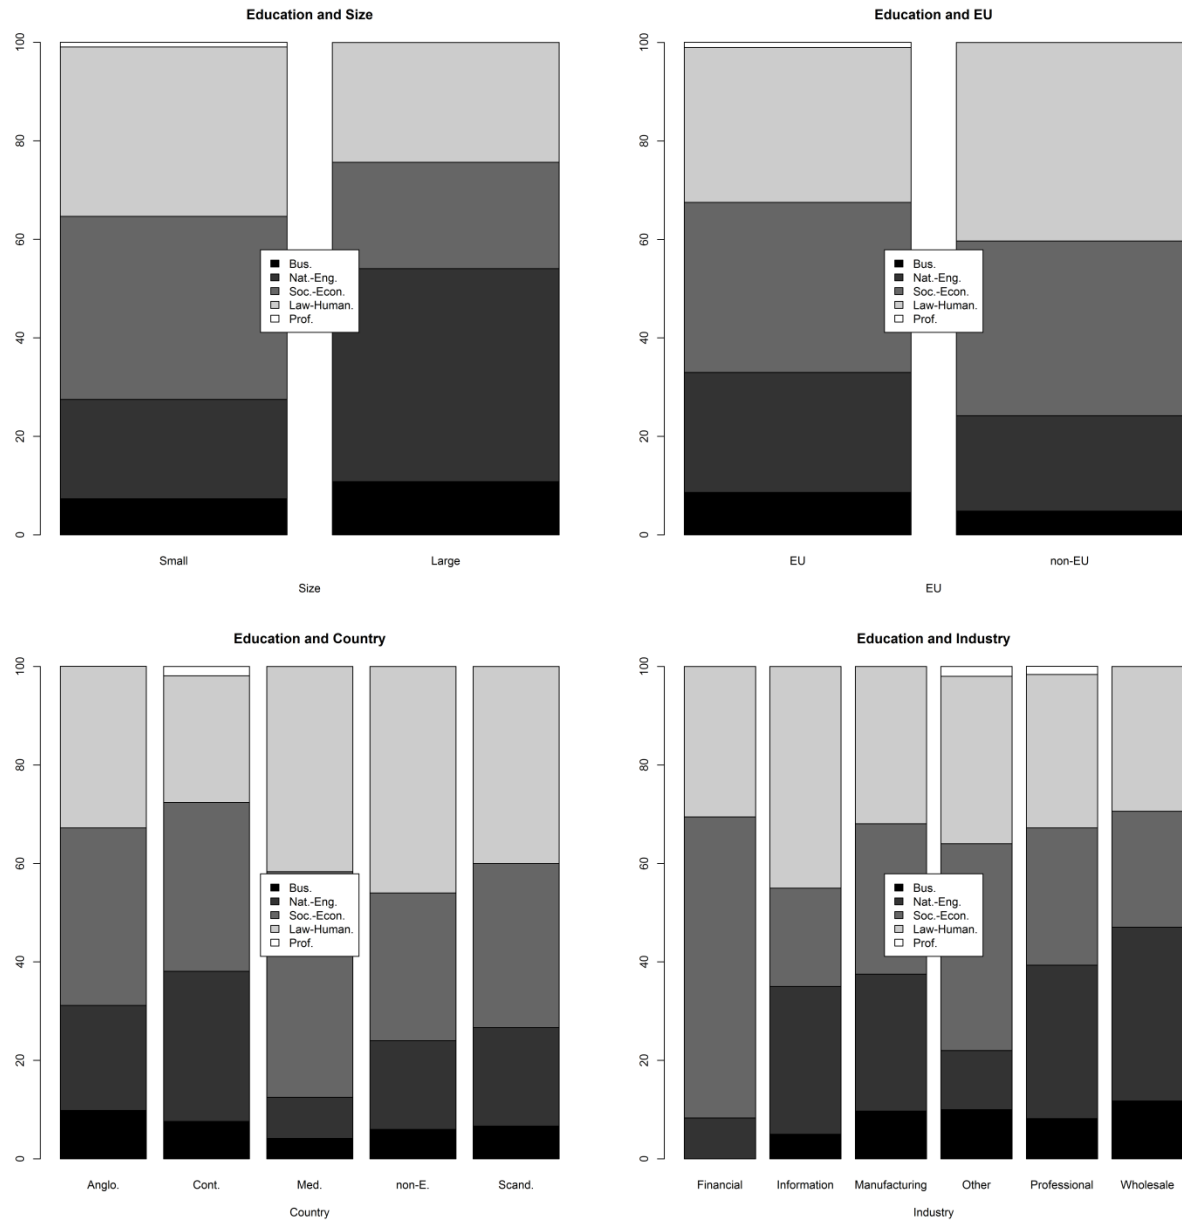 Education and Size
100
80
60
40
20
0
Bus.
Nat.-Eng.
Soc.-Econ.
Law-Human.
Prof.
Small Large
Size
Education and EU
100
80
60
40
20
0
Bus.
Nat.-Eng.
Soc.-Econ.
Law-Human.
Prof.
EU non-EU
EU
Education and Country
100
80
60
40
20
0
Bus.
Nat.-Eng.
Soc.-Econ.
Law-Human.
Prof.
Anglo. Cont. Med. non-E. Scand.
Country
Education and Industry
100
80
60
40
20
0
Bus.
Nat.-Eng.
Soc.-Econ.
Law-Human.
Prof.
Financial Information Manufacturing Other Professional Wholesale
Industry